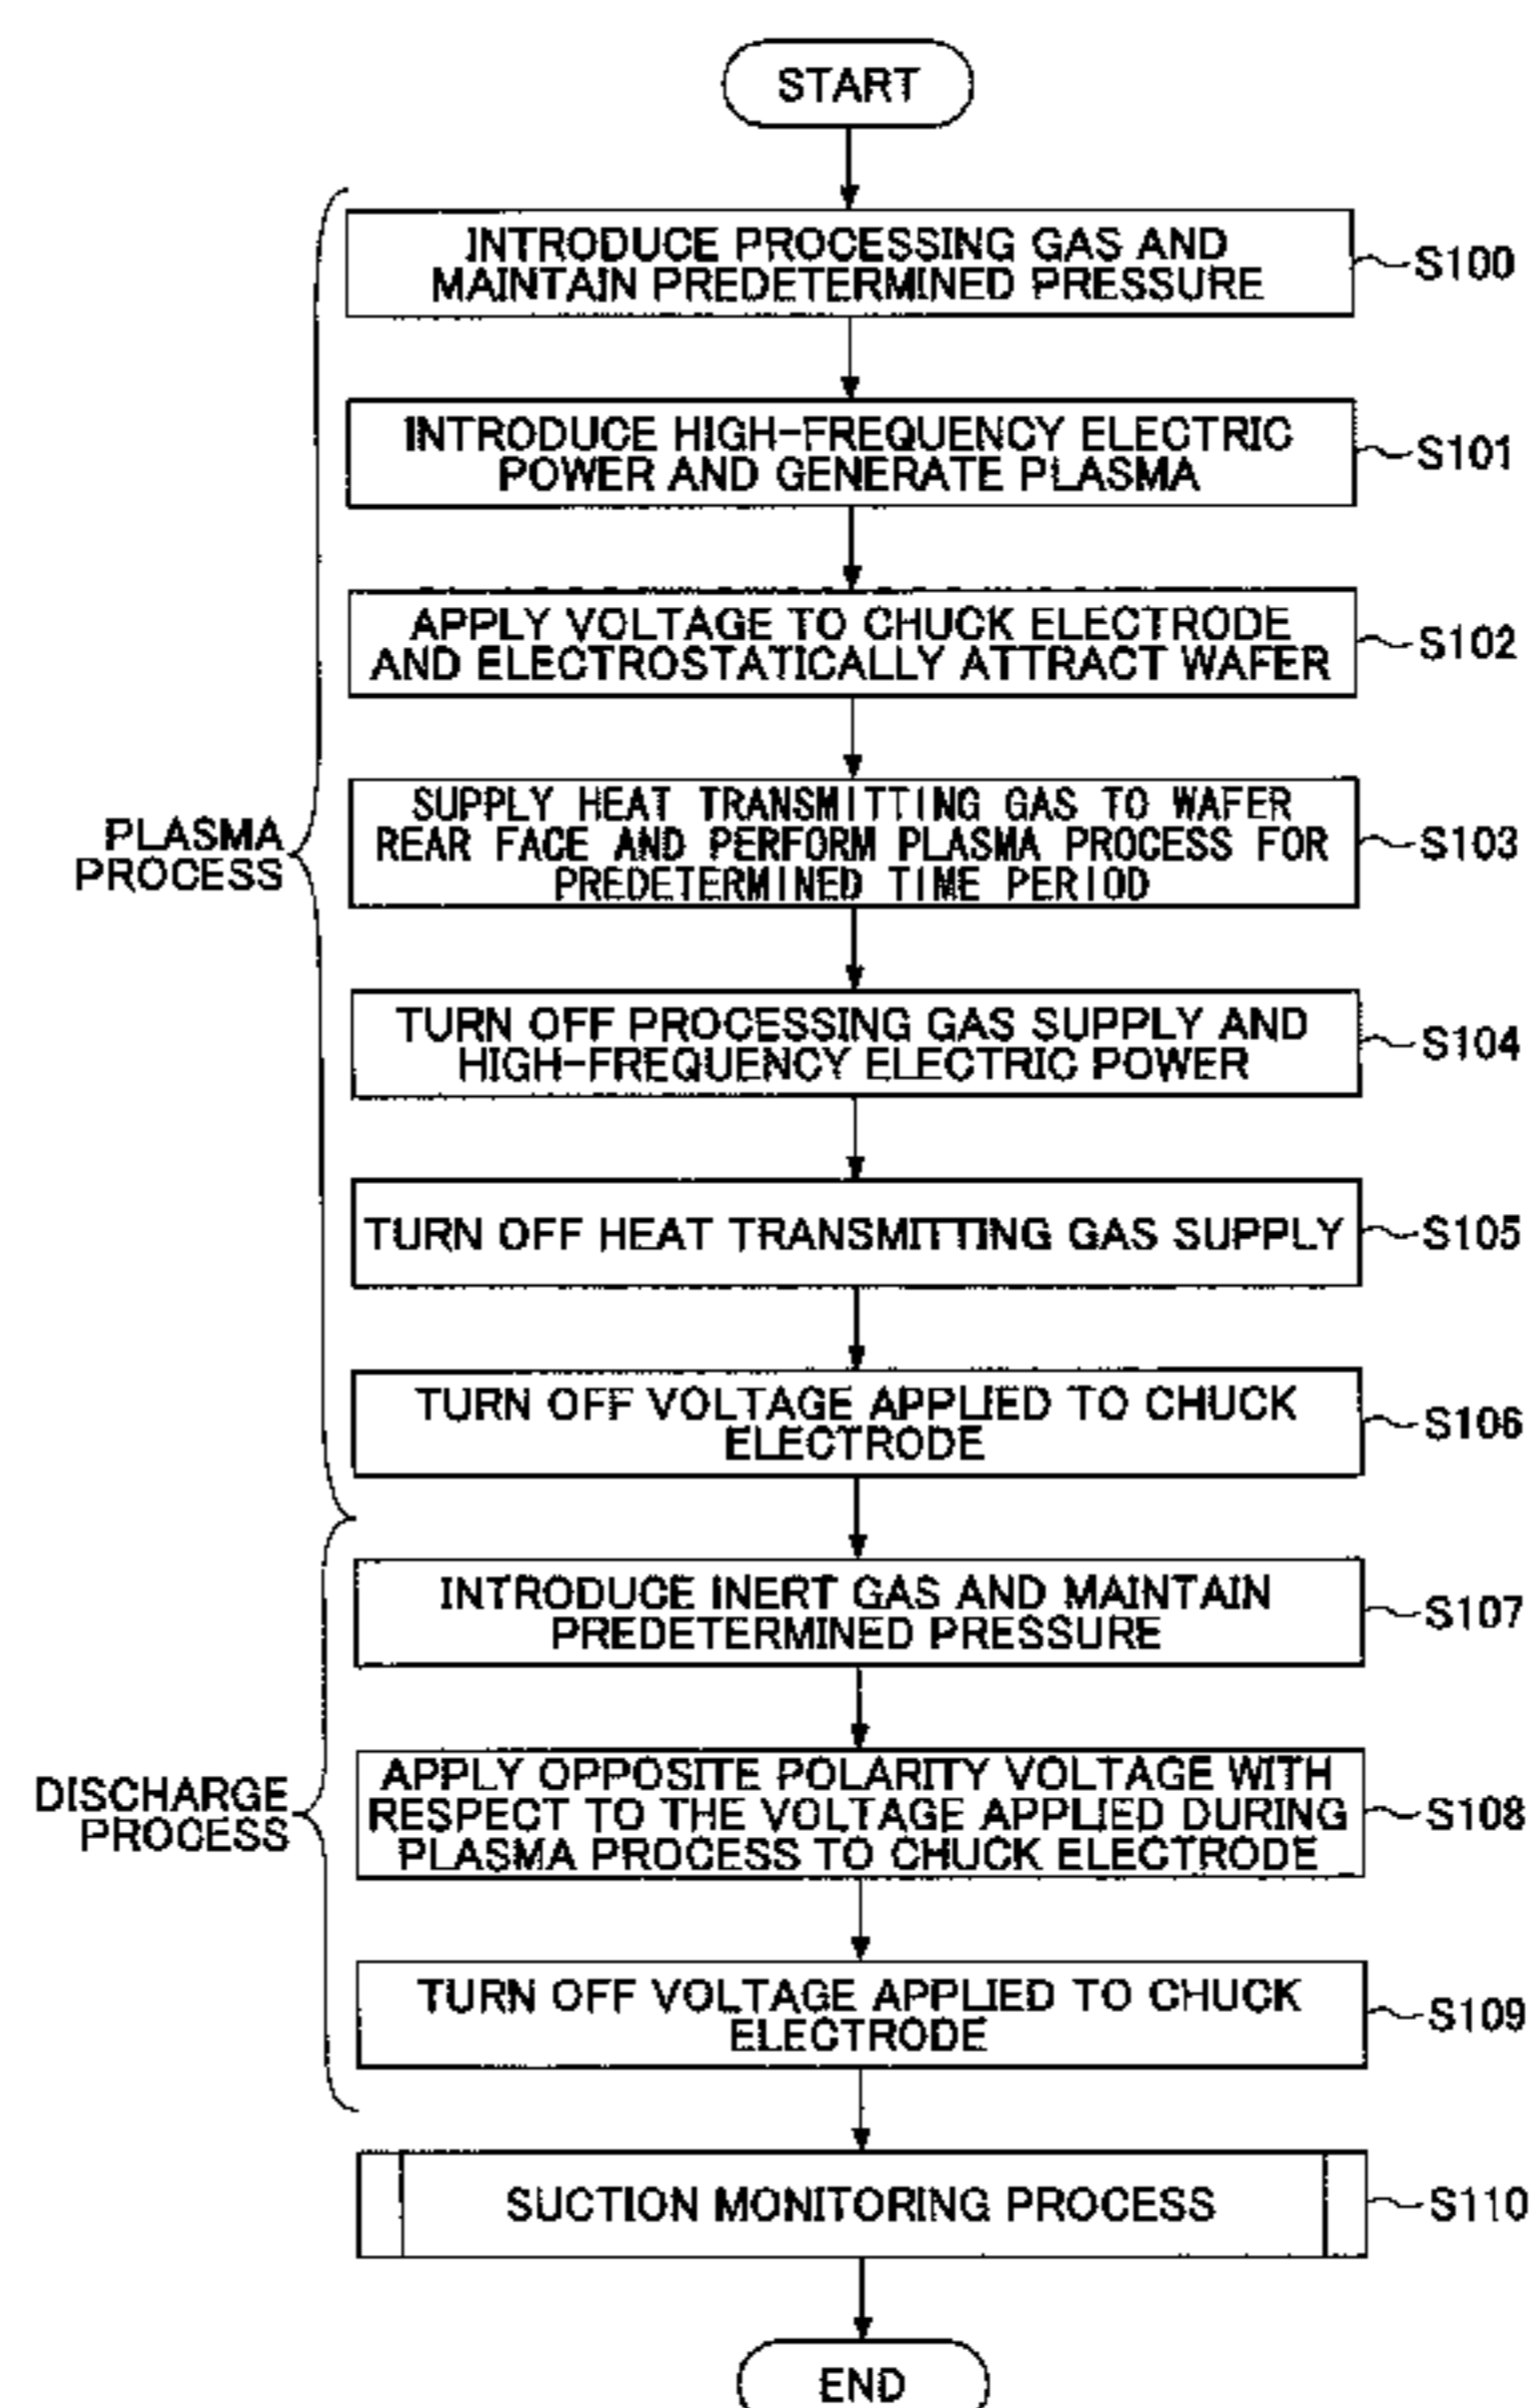 START
INTRODUCE PROCESSING GAS AND
MAINTAIN PREDETERMINED PRESSURE
S100
INTRODUCE HIGH-FREQUENCY ELECTRIC
POWER AND GENERATE PLASMA
S101
APPLY VOLTAGE TO CHUCK ELECTRODE
AND ELECTROSTATICALLY ATTRACT WAFER
S102
PLASMA
PROCESS
SUPPLY HEAT TRANSMITTING GAS TO WAFER
REAR FACE AND PERFORM PLASMA PROCESS FOR
PREDETERMINED TIME PERIOD
S103
TURN OFF PROCESSING GAS SUPPLY AND
HIGH-FREQUENCY ELECTRIC POWER
S104
TURN OFF HEAT TRANSMITTING GAS SUPPLY
S105
TURN OFF VOLTAGE APPLIED TO CHUCK
ELECTRODE
S106
INTRODUCE INERT GAS AND MAINTAIN
PREDETERMINED PRESSURE
S107
DISCHARGE
PROCESS
APPLY OPPOSITE POLARITY VOLTAGE WITH
RESPECT TO THE VOLTAGE APPLIED DURING
PLASMA PROCESS TO CHUCK ELECTRODE
S108
TURN OFF VOLTAGE APPLIED TO CHUCK
ELECTRODE
S109
SUCTION MONITORING PROCESS
S110
END